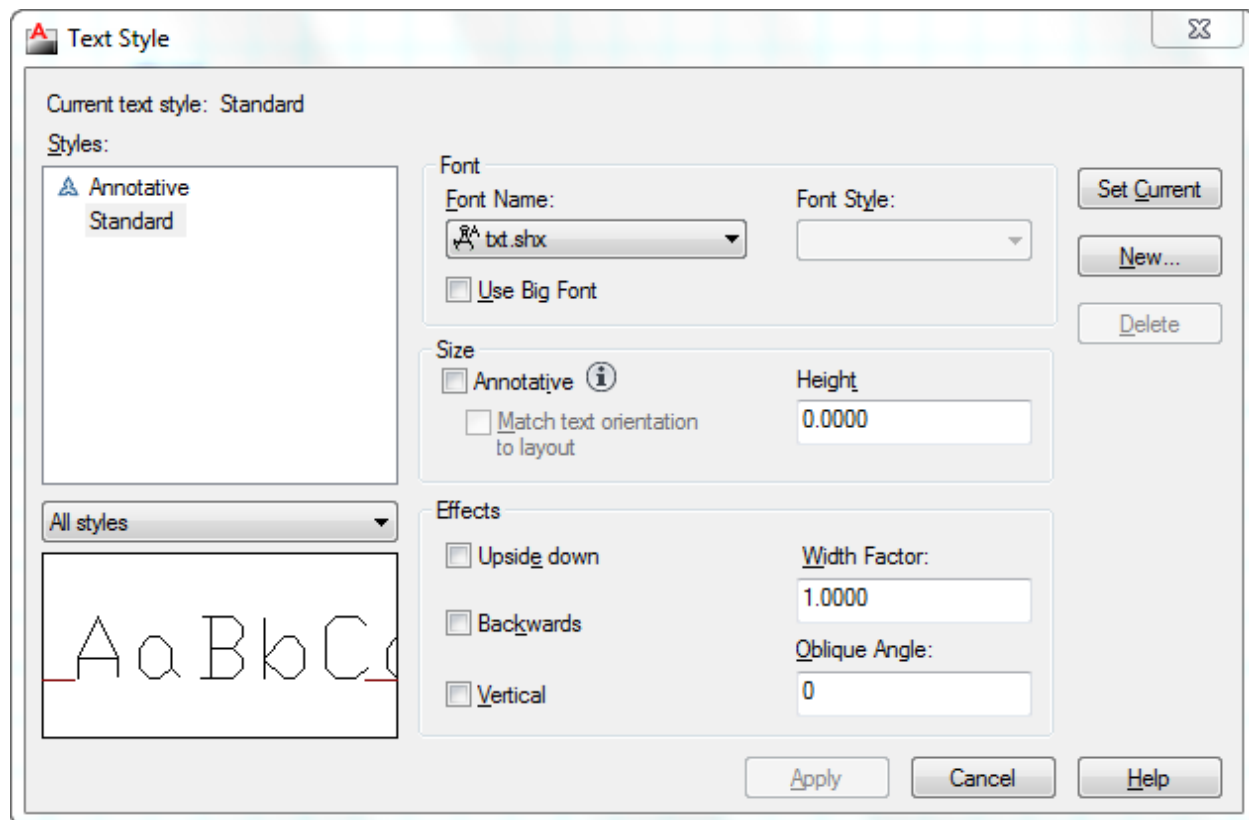 Text Style
Current text style: Standard
Styles:
Annotative
Standard
All styles
AaBbC
Font
Font Name:
txt.shx
Use Big Font
Font Style:
Size
Annotative
Match text orientation
to layout
Height
0.0000
Effects
Upside down
Backwards
Vertical
Width Factor:
1.0000
Oblique Angle:
0
Set Current
New...
Delete
Apply
Cancel
Help